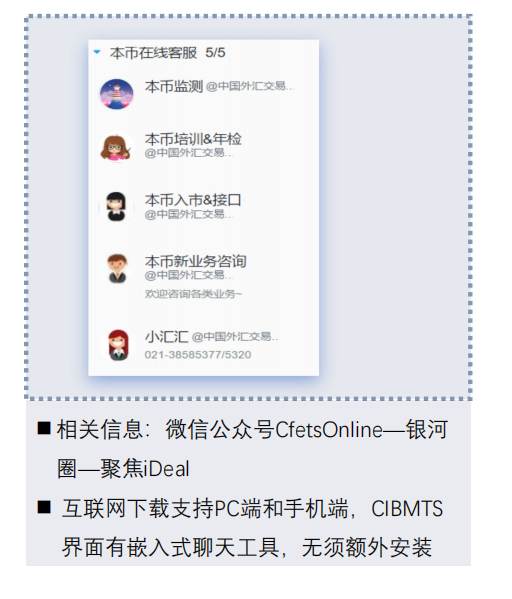 本币在线客服 5/5
本币监测 @中国外汇交易...
本币培训&年检
@中国外汇交易...
本币入市&接口
@中国外汇交易...
本币新业务咨询
@中国外汇交易...
欢迎咨询各类业务~
小汇汇 @中国外汇交易..
021-38585377/5320
■ 相关信息：微信公众号CfetsOnline—银河
圈—聚焦iDeal
■ 互联网下载支持PC端和手机端，CIBMTS
界面有嵌入式聊天工具，无须额外安装